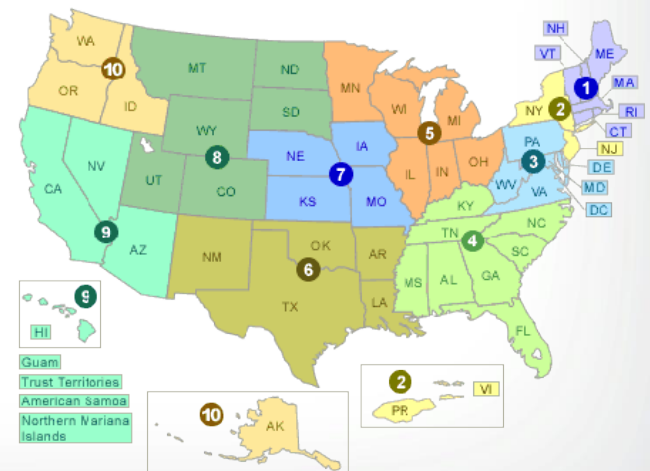 NH
WA
VT
ME
10
MT
ND
OR
MN
1
MA
ID
WI
MI
NY
2
RI
SD
5
CT
WY
PA
NJ
IA
8
NE
3
DE
NV
7
IL
IN
OH
WV
MD
UT
CO
VA
CA
KS
MO
DC
KY
NC
9
TN
4
AZ
OK
AR
SC
NM
6
MS
AL
GA
9
TX
LA
HI
FL
Guam
Trust Territories
2
VI
American Samoa
10
PR
Northern Mariana
Islands
AK